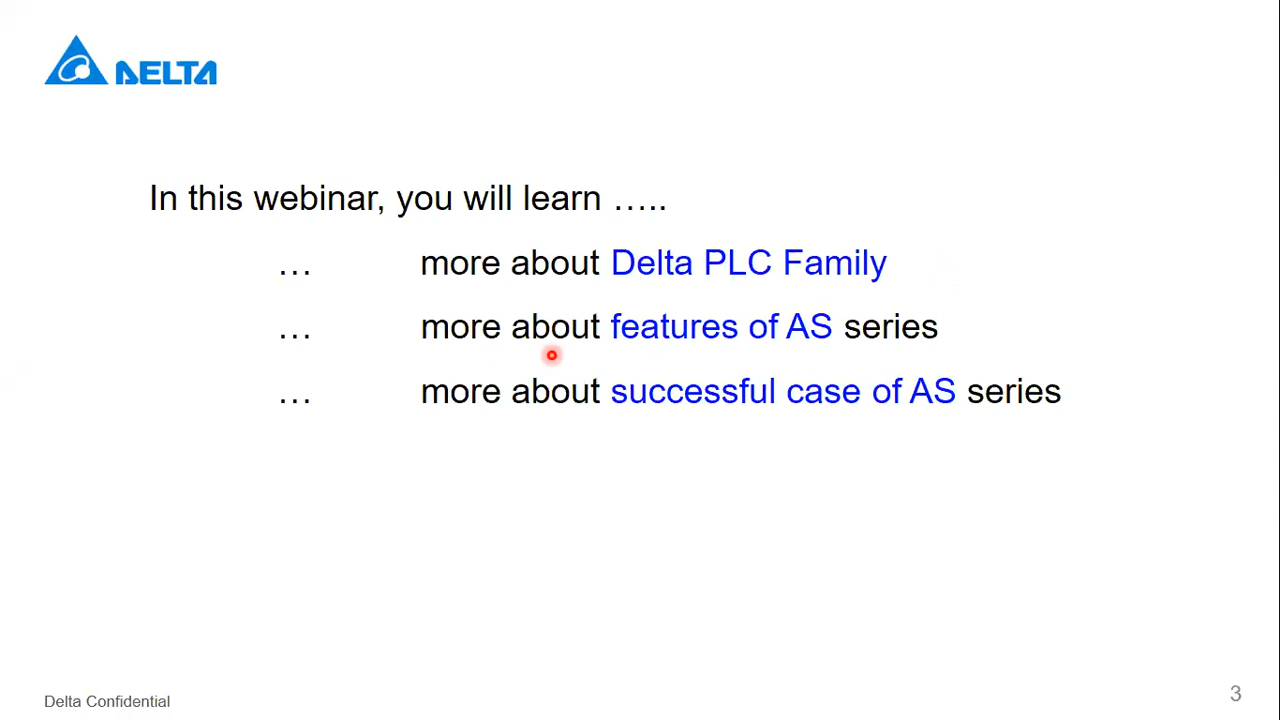 DELTA
In this webinar, you will learn …..
… more about Delta PLC Family
… more about features of AS series
… more about successful case of AS series
Delta Confidential
3